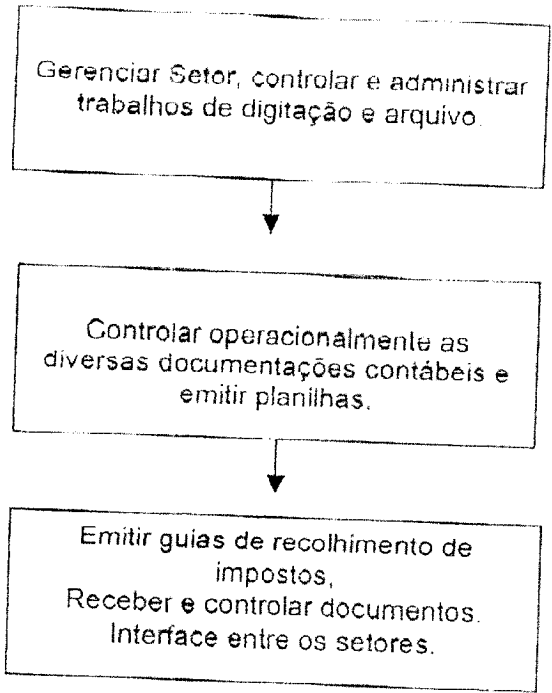 Gerenciar Setor, controlar e administrar
trabalhos de digitação e arquivo.
Controlar operacionalmente as
diversas documentações contábeis e
emitir planilhas.
Emitir guias de recolhimento de
impostos,
Receber e controlar documentos.
Interface entre os setores.